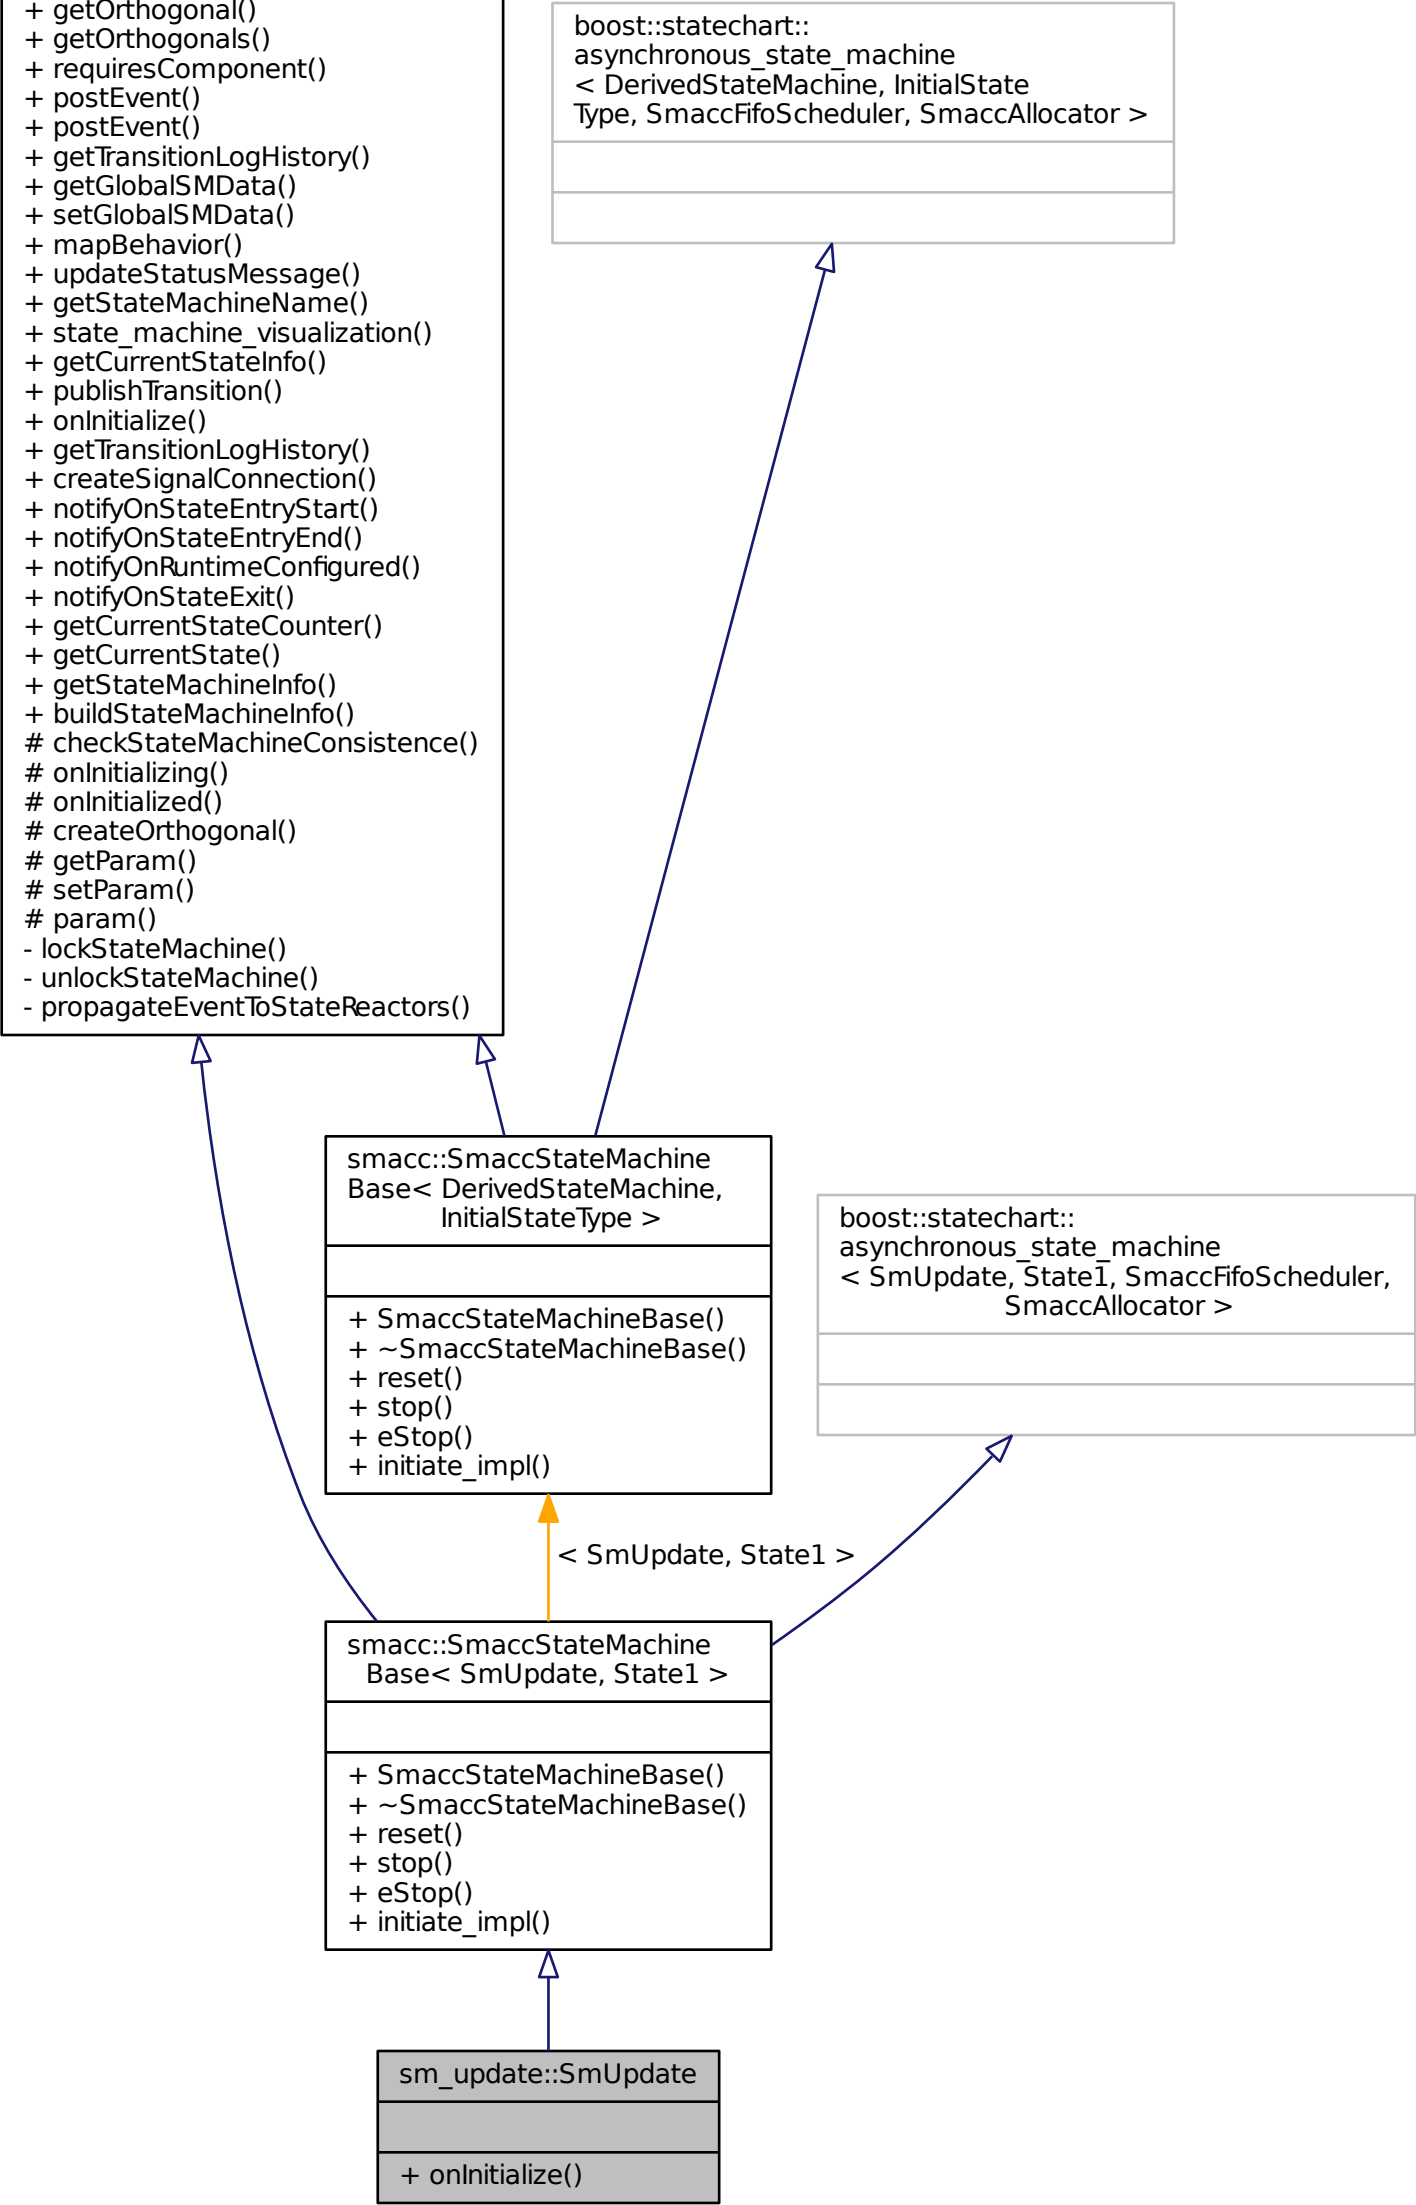 + getOrthogonal()
+ getOrthogonals()
+ requiresComponent()
+ postEvent()
+ postEvent()
+ getTransitionLogHistory()
+ getGlobalSMData()
+ setGlobalSMData()
+ mapBehavior()
+ updateStatusMessage()
+ getStateMachineName()
+ state_machine_visualization()
+ getCurrentStateInfo()
+ publishTransition()
+ onInitialize()
+ getTransitionLogHistory()
+ createSignalConnection()
+ notifyOnStateEntryStart()
+ notifyOnStateEntryEnd()
+ notifyOnRuntimeConfigured()
+ notifyOnStateExit()
+ getCurrentStateCounter()
+ getCurrentState()
+ getStateMachineInfo()
+ buildStateMachineInfo()
# checkStateMachineConsistence()
# onInitializing()
# onInitialized()
# createOrthogonal()
# getParam()
# setParam()
# param()
- lockStateMachine()
- unlockStateMachine()
- propagateEventToStateReactors()
boost::statechart::
asynchronous_state_machine
< DerivedStateMachine, InitialState
Type, SmaccFifoScheduler, SmaccAllocator >
smacc::SmaccStateMachine
Base< DerivedStateMachine,
InitialStateType >
+ SmaccStateMachineBase()
+ ~SmaccStateMachineBase()
+ reset()
+ stop()
+ eStop()
+ initiate_impl()
boost::statechart::
asynchronous_state_machine
< SmUpdate, State1, SmaccFifoScheduler,
SmaccAllocator >
< SmUpdate, State1 >
smacc::SmaccStateMachine
Base< SmUpdate, State1 >
+ SmaccStateMachineBase()
+ ~SmaccStateMachineBase()
+ reset()
+ stop()
+ eStop()
+ initiate_impl()
sm_update::SmUpdate
+ onInitialize()